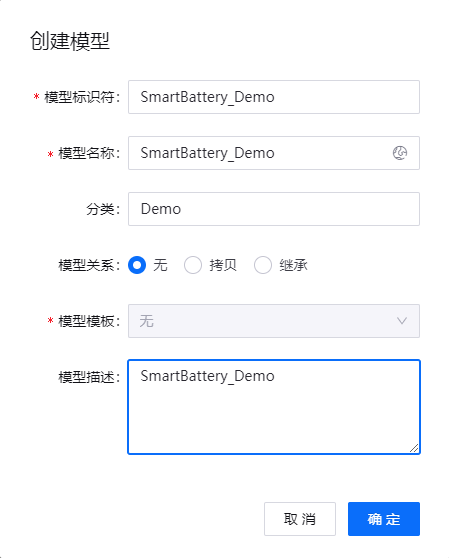 创建模型
* 模型标识符： SmartBattery_Demo
* 模型名称： SmartBattery_Demo
分类： Demo
模型关系： 无 拷贝 继承
* 模型模板： 无
模型描述： SmartBattery_Demo
取 消 确 定